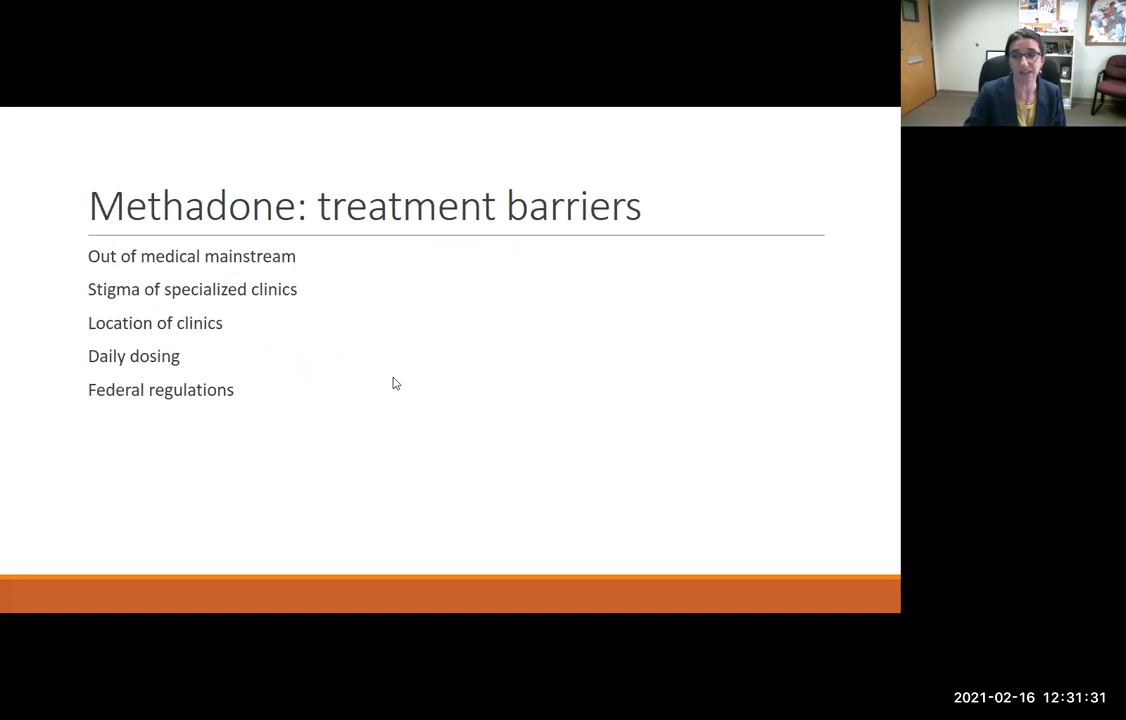 Methadone: treatment barriers
Out of medical mainstream
Stigma of specialized clinics
Location of clinics
Daily dosing
Federal regulations
2021-02-16 12:31:31